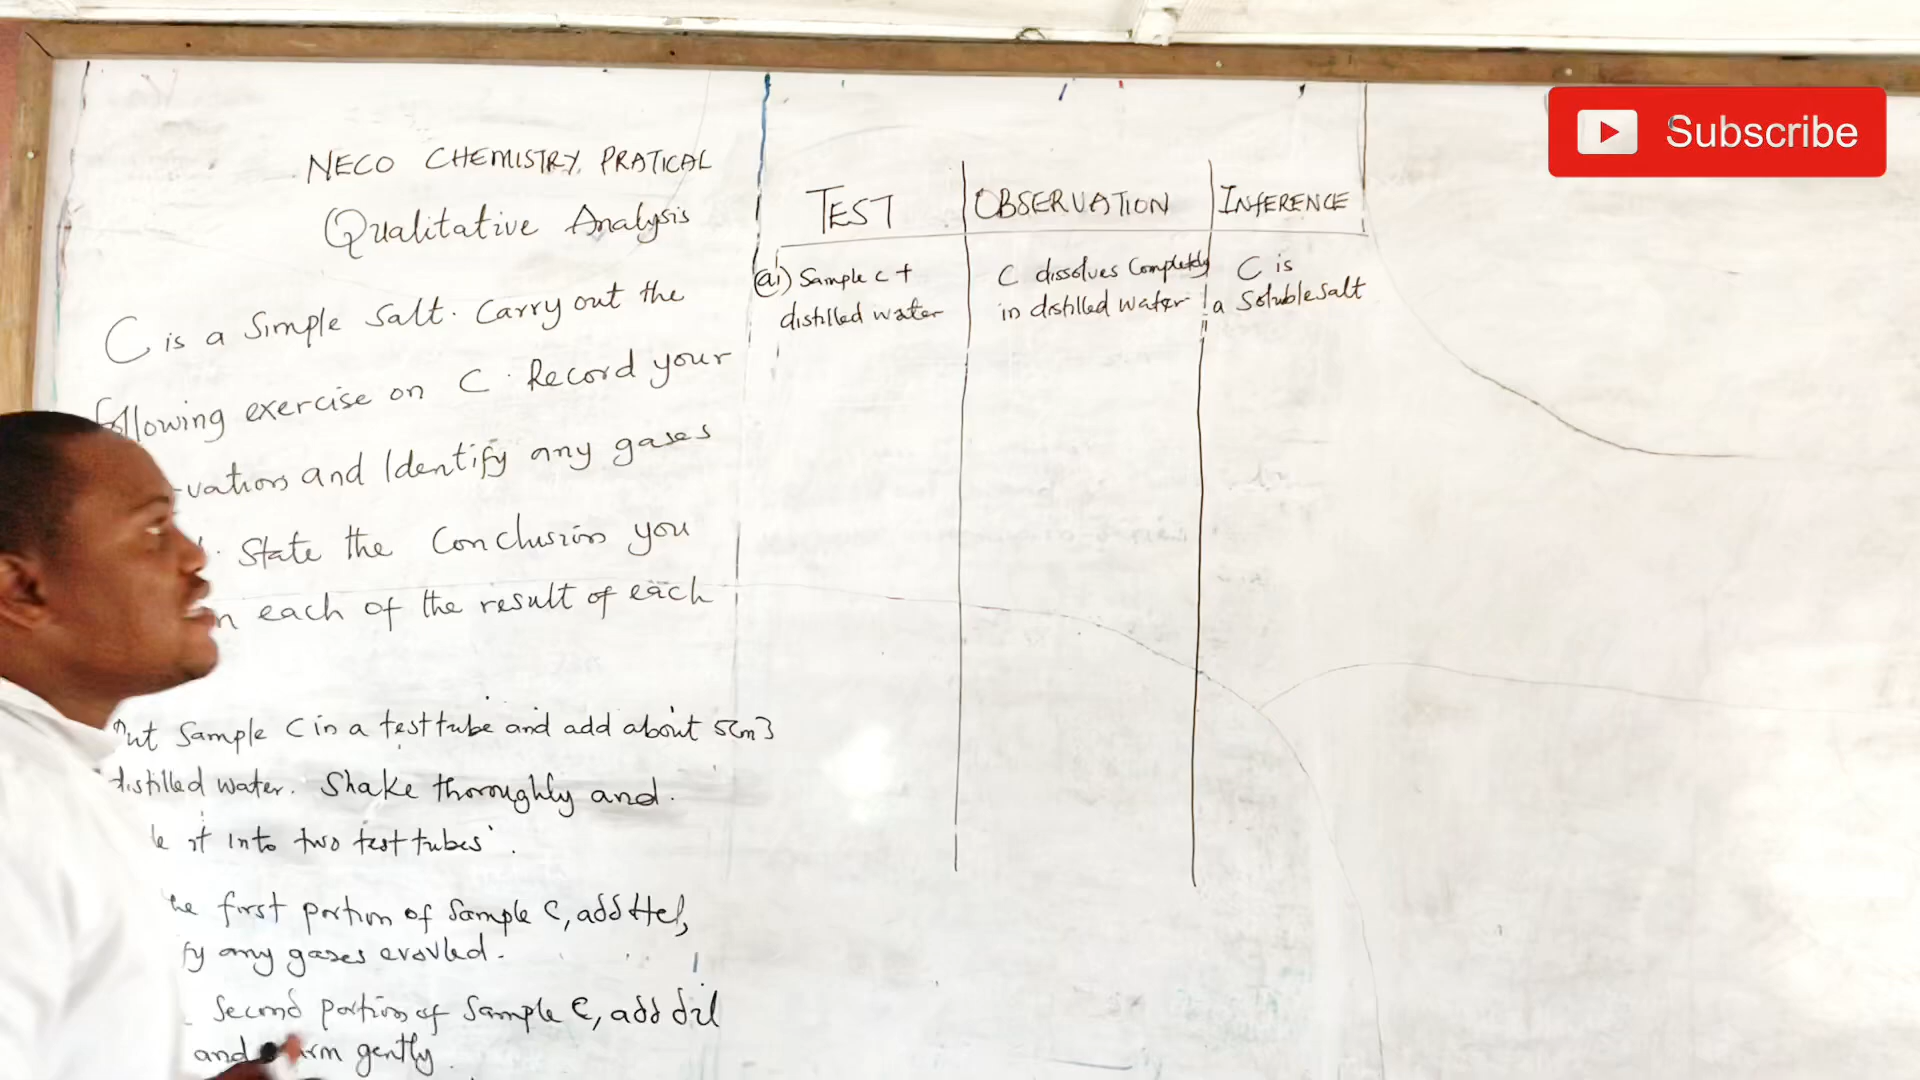 NECO CHEMISTRY PRATICAL
Qualitative Analysis
C is a Simple Salt. Carry out the
following exercise on C. Record your
vations and Identify any gases
State the Conclusion you
each of the result of each
Put Sample C in a test tube and add about 5cm3
distilled water. Shake thoroughly and.
it into two test tubes.
first portion of Sample C, add Hcl,
any gases evovled.
Second portion of Sample C, add dil
and gently.
TEST
OBSERVATION
INFERENCE
(ai) Sample c +
distilled water
C dissolves Completely
in distilled water
C is
a Soluble Salt
Subscribe